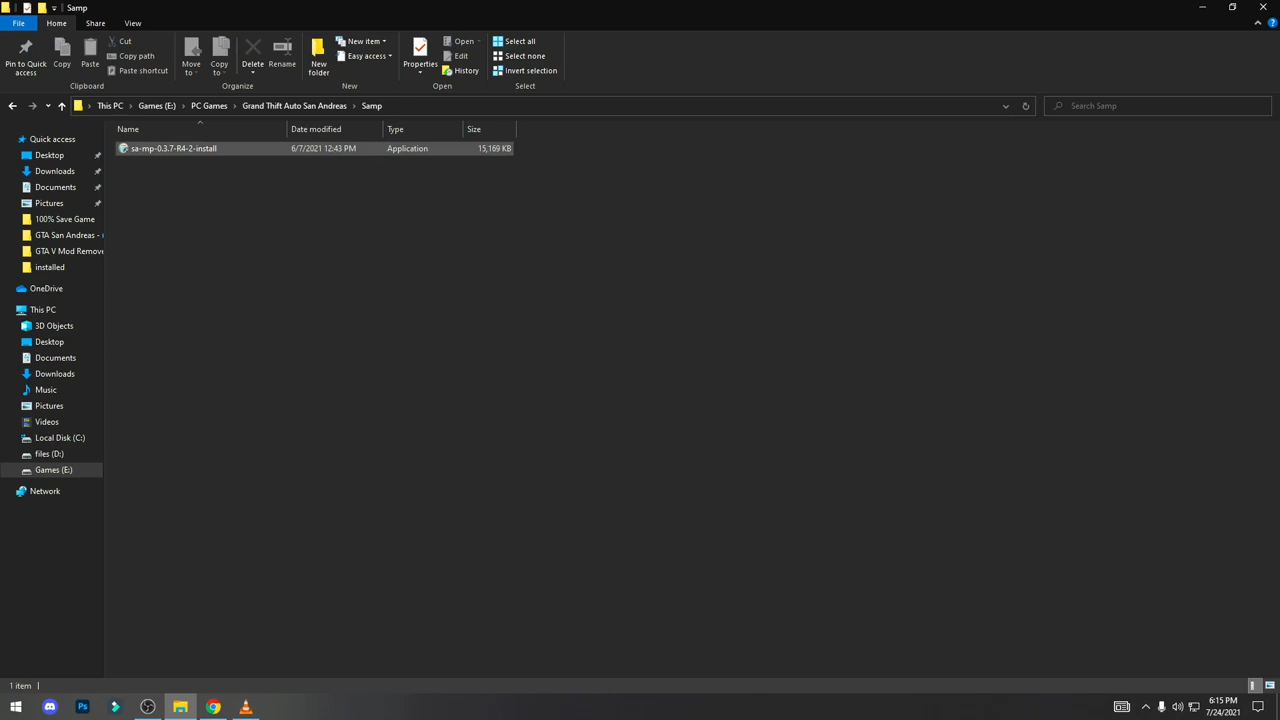 Samp
File Home Share View
Pin to Quick access
Copy
Paste
Cut
Copy path
Paste shortcut
Clipboard
Move to
Copy to
Delete
Rename
Organize
New folder
New item
Easy access
New
Properties
Open
Edit
History
Open
Select all
Select none
Invert selection
Select
This PC Games (E:) PC Games Grand Thift Auto San Andreas Samp
Search Samp
Name Date modified Type Size
sa-mp-0.3.7-R4-2-install 6/7/2021 12:43 PM Application 15,169 KB
Quick access
Desktop
Downloads
Documents
Pictures
100% Save Game
GTA San Andreas -
GTA V Mod Remove
installed
OneDrive
This PC
3D Objects
Desktop
Documents
Downloads
Music
Pictures
Videos
Local Disk (C:)
files (D:)
Games (E:)
Network
1 item
Ps
6:15 PM
7/24/2021